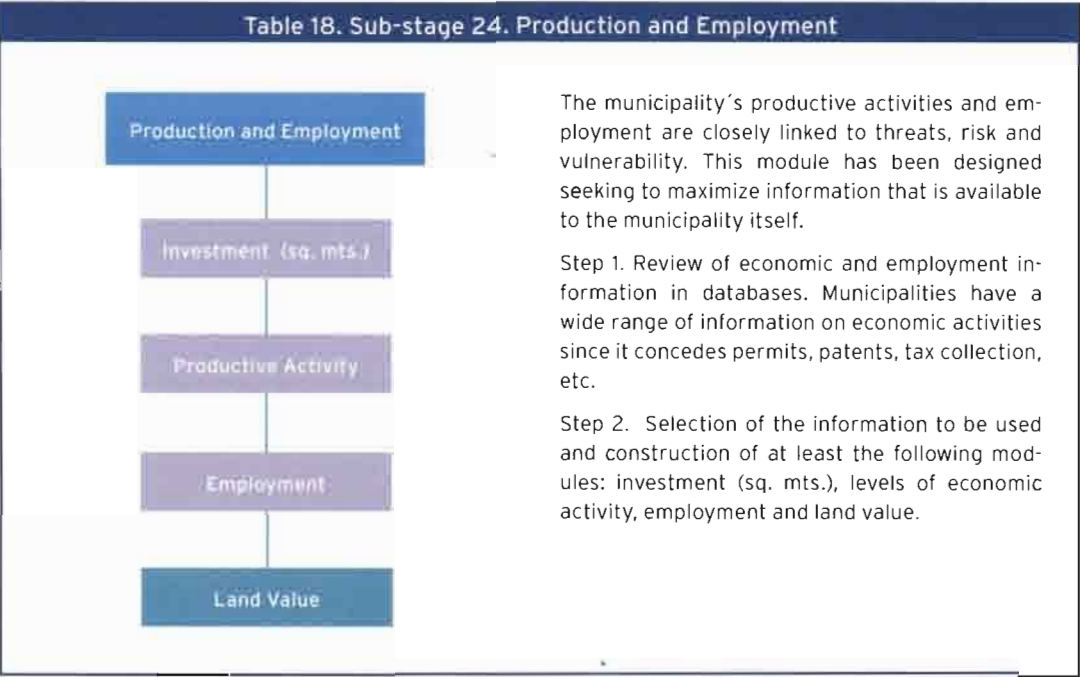 Table 18. Sub-stage 24. Production and Employment
Production and Employment
Investment (sq. mts.)
Productive Activity
Employment
Land Value
The municipality´s productive activities and em-
ployment are closely linked to threats, risk and
vulnerability. This module has been designed
seeking to maximize information that is available
to the municipality itself.
Step 1. Review of economic and employment in-
formation in databases. Municipalities have a
wide range of information on economic activities
since it concedes permits, patents, tax collection,
etc.
Step 2. Selection of the information to be used
and construction of at least the following mod-
ules: investment (sq. mts.), levels of economic
activity, employment and land value.